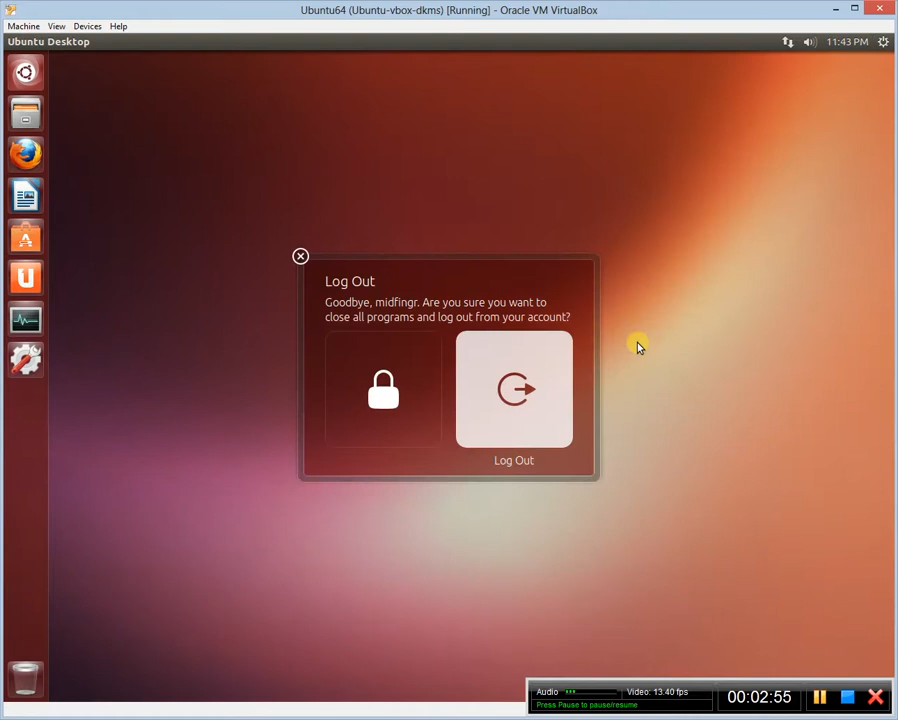 Ubuntu64 (Ubuntu-vbox-dkms) [Running] - Oracle VM VirtualBox
Machine View Devices Help
Ubuntu Desktop
11:43 PM
Log Out
Goodbye, midfingr. Are you sure you want to
close all programs and log out from your account?
Log Out
Audio Video: 13.40 fps
Press Pause to pause/resume
00:02:55